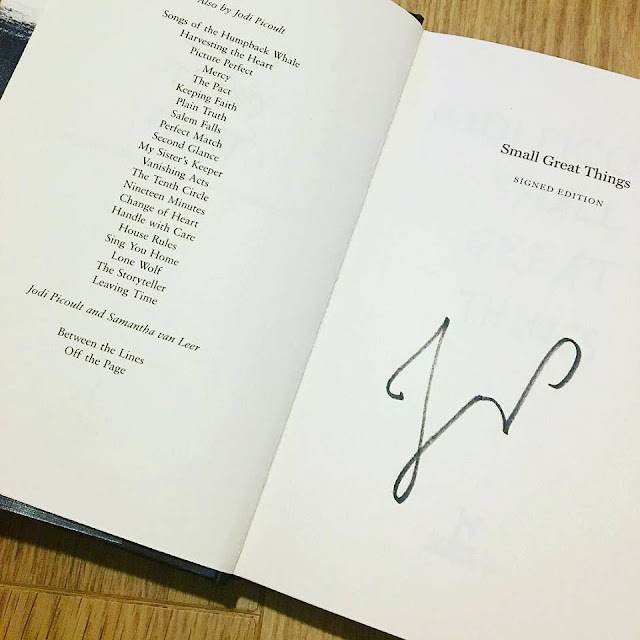 Also by Jodi Picoult
Songs of the Humpback Whale
Harvesting the Heart
Picture Perfect
Mercy
The Pact
Keeping Faith
Plain Truth
Salem Falls
Perfect Match
Second Glance
My Sister's Keeper
Vanishing Acts
The Tenth Circle
Nineteen Minutes
Change of Heart
Handle with Care
House Rules
Sing You Home
Lone Wolf
The Storyteller
Leaving Time
Jodi Picoult and Samantha van Leer
Between the Lines
Off the Page
Small Great Things
SIGNED EDITION